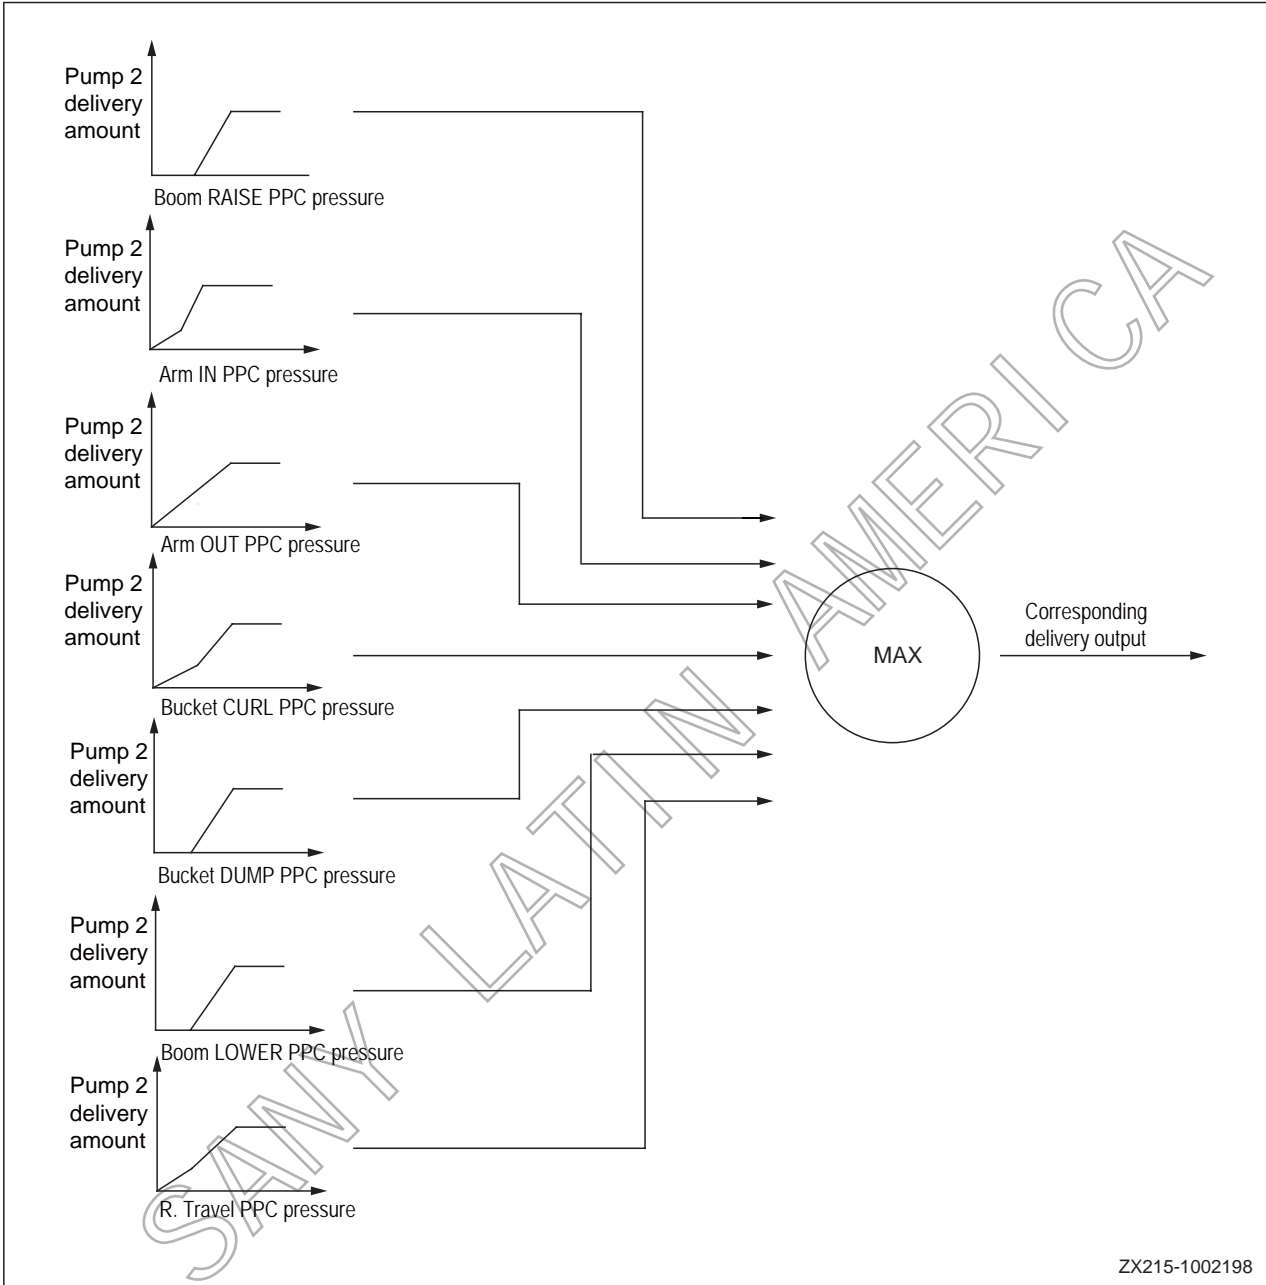 Pump 2
delivery
amount
Boom RAISE PPC pressure
Pump 2
delivery
amount
Arm IN PPC pressure
Pump 2
delivery
amount
Arm OUT PPC pressure
Pump 2
delivery
amount
Bucket CURL PPC pressure
Pump 2
delivery
amount
Bucket DUMP PPC pressure
Pump 2
delivery
amount
Boom LOWER PPC pressure
Pump 2
delivery
amount
R. Travel PPC pressure
MAX
Corresponding
delivery output
SANY LATIN AMERICA
ZX215-1002198